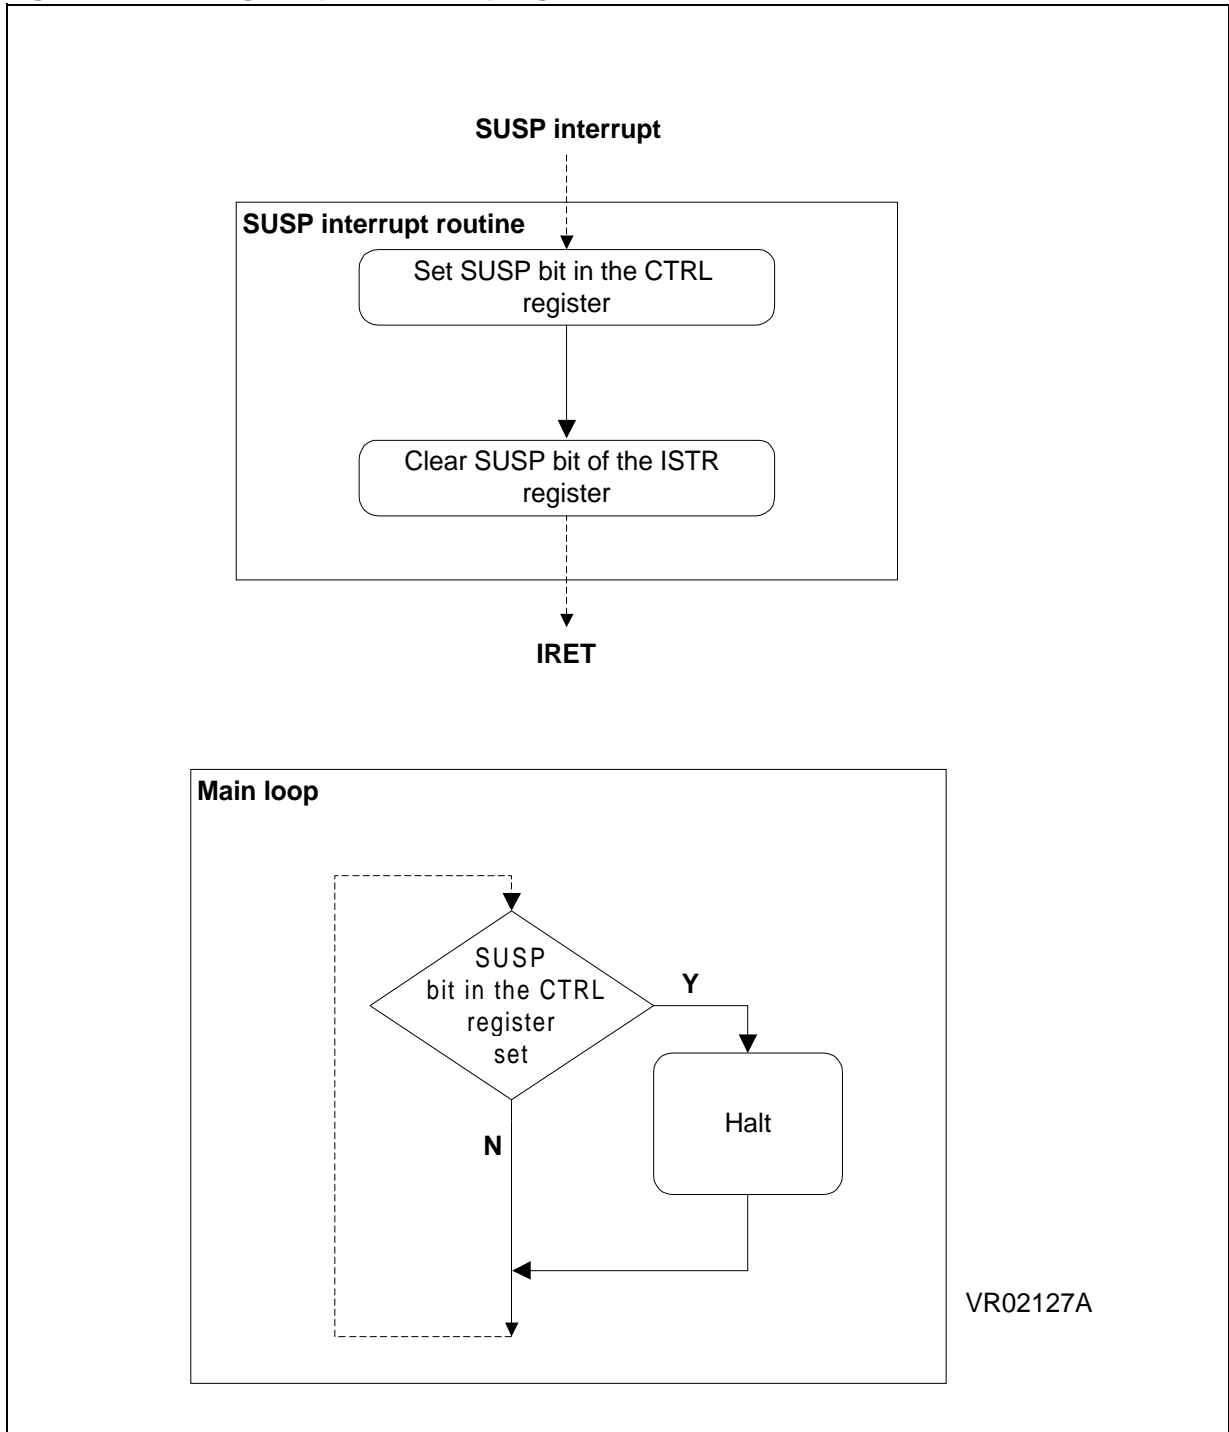 SUSP interrupt
SUSP interrupt routine
Set SUSP bit in the CTRL
register
Clear SUSP bit of the ISTR
register
IRET
Main loop
SUSP
bit in the CTRL
register
set
Y
N
Halt
VR02127A